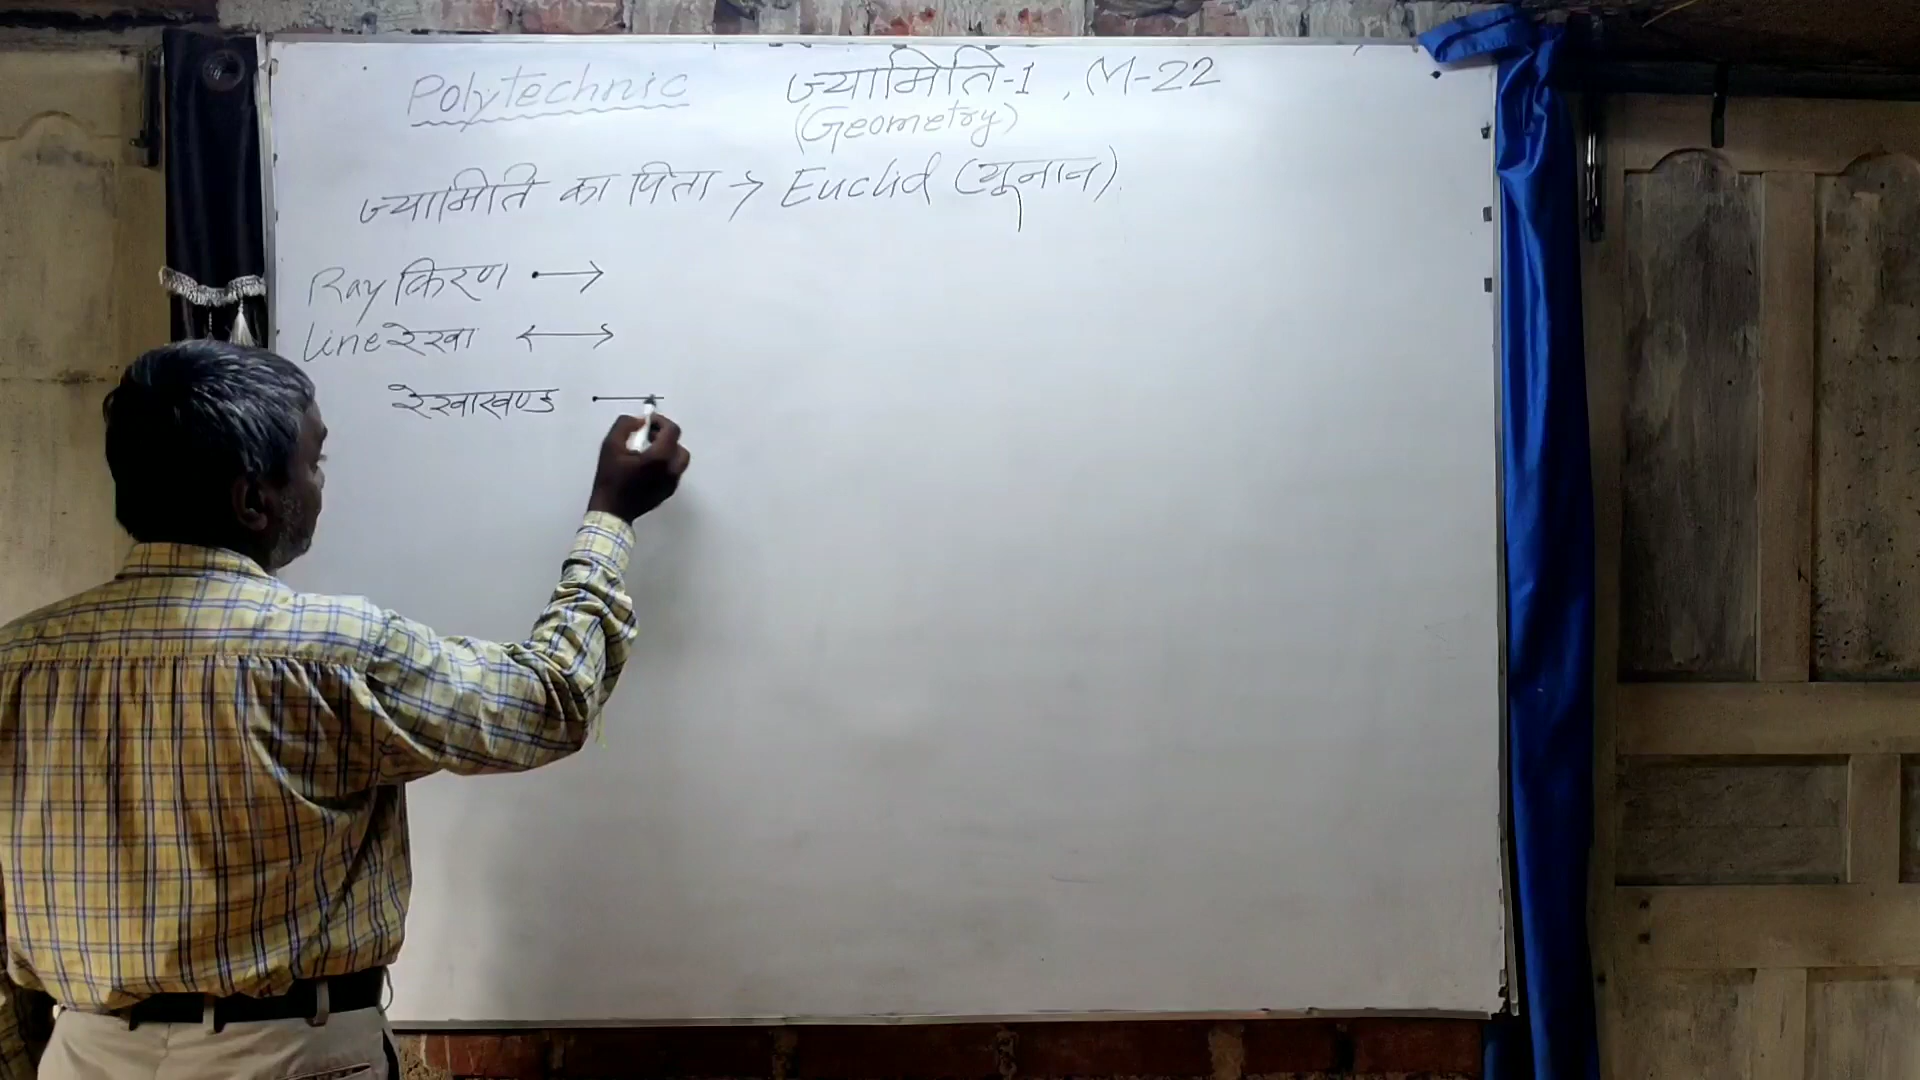 Polytechnic ज्यामिति-1, M-22
(Geometry)
ज्यामिति का पिता → Euclid (यूनान).
Ray किरण
line रेखा
रेखाखण्ड